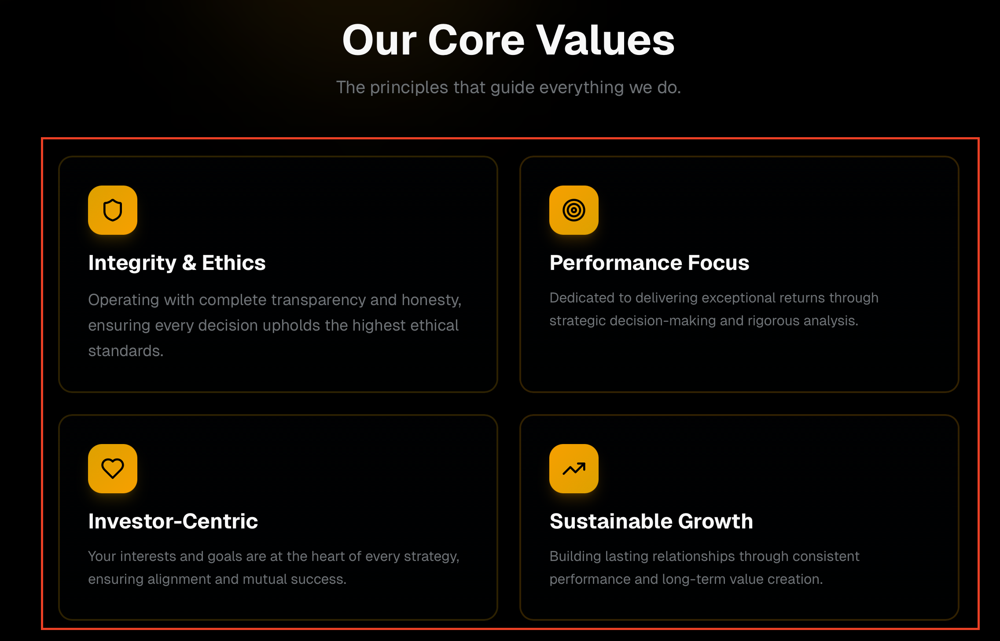 Our Core Values
The principles that guide everything we do.
Integrity & Ethics
Operating with complete transparency and honesty,
ensuring every decision upholds the highest ethical
standards.
Performance Focus
Dedicated to delivering exceptional returns through
strategic decision-making and rigorous analysis.
Investor-Centric
Your interests and goals are at the heart of every strategy,
ensuring alignment and mutual success.
Sustainable Growth
Building lasting relationships through consistent
performance and long-term value creation.